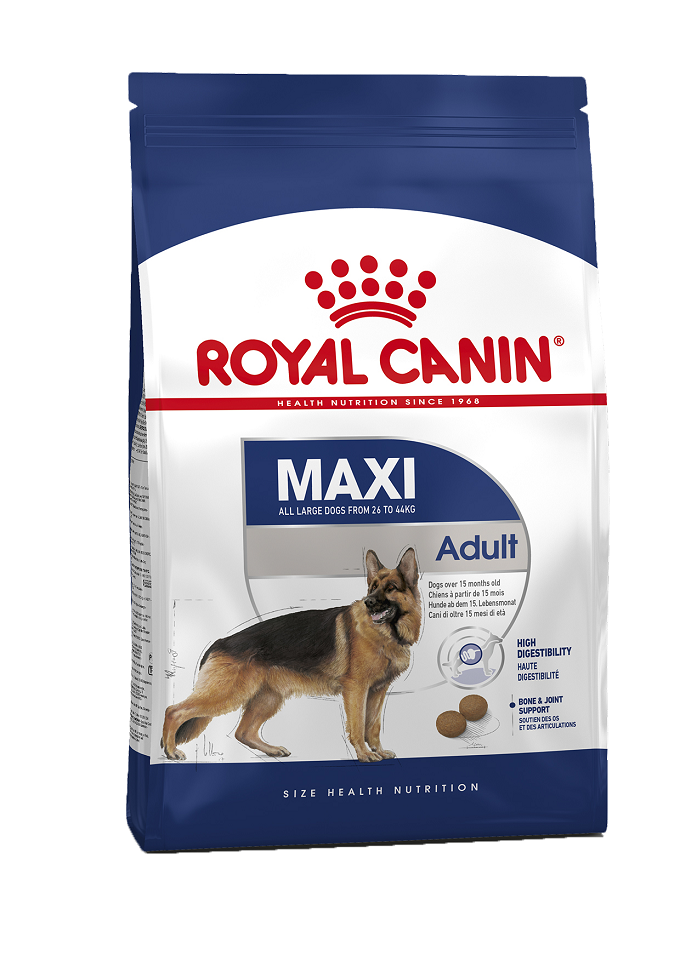 ROYAL CANIN®
HEALTH NUTRITION SINCE 1968
MAXI
ALL LARGE DOGS FROM 26 TO 44KG
Adult
Dogs over 15 months old
Chiens à partir de 15 mois
Hunde ab dem 15. Lebensmonat
Cani di oltre 15 mesi di età
HIGH
DIGESTIBILITY
HAUTE
DIGESTIBILITÉ
BONE & JOINT
SUPPORT
SOUTIEN DES OS
ET DES ARTICULATIONS
SIZE HEALTH NUTRITION